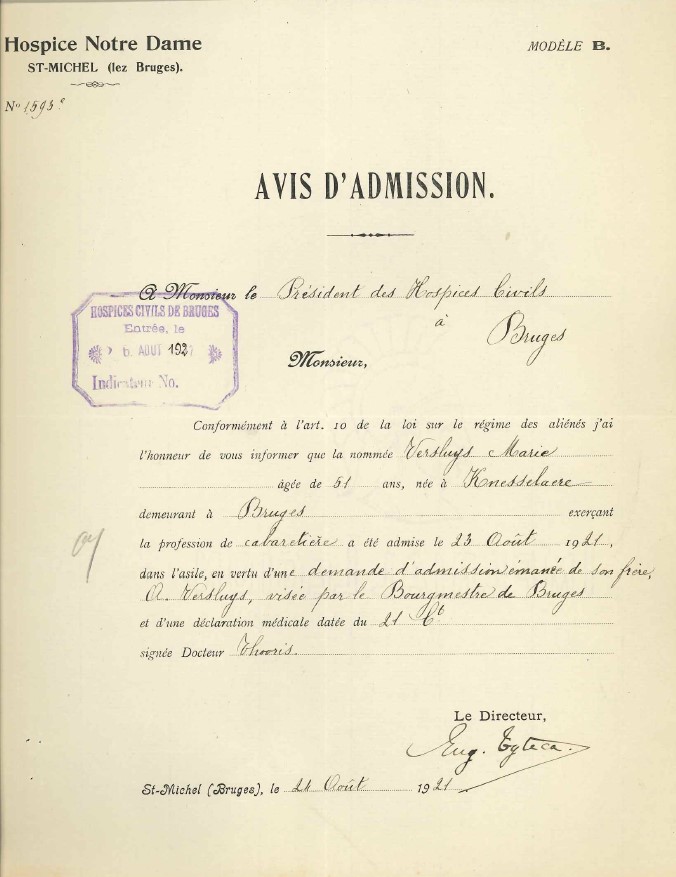 Hospice Notre Dame
ST-MICHEL (lez Bruges).
MODÈLE B.
Nº 1595ᵉ
AVIS D'ADMISSION.
A Monsieur le Président des Hospices Civils
à Bruges
HOSPICES CIVILS DE BRUGES
Entrée, le
AOUT 192
Indicateur No.
Monsieur,
Conformément à l'art. 10 de la loi sur le régime des aliénés j'ai
l'honneur de vous informer que la nommée Versluys Marie
âgée de 51 ans, née à Knesselaere
demeurant à Bruges exerçant
la profession de cabaretière a été admise le 23 Août 1921,
dans l'asile, en vertu d'une demande d'admission émanée de son frère,
A. Versluys, visée par le Bourgmestre de Bruges
et d'une déclaration médicale datée du 21 Ct
signée Docteur Thooris.
Le Directeur,
Eug. Tyteca.
St-Michel (Bruges), le 24 Août 1921